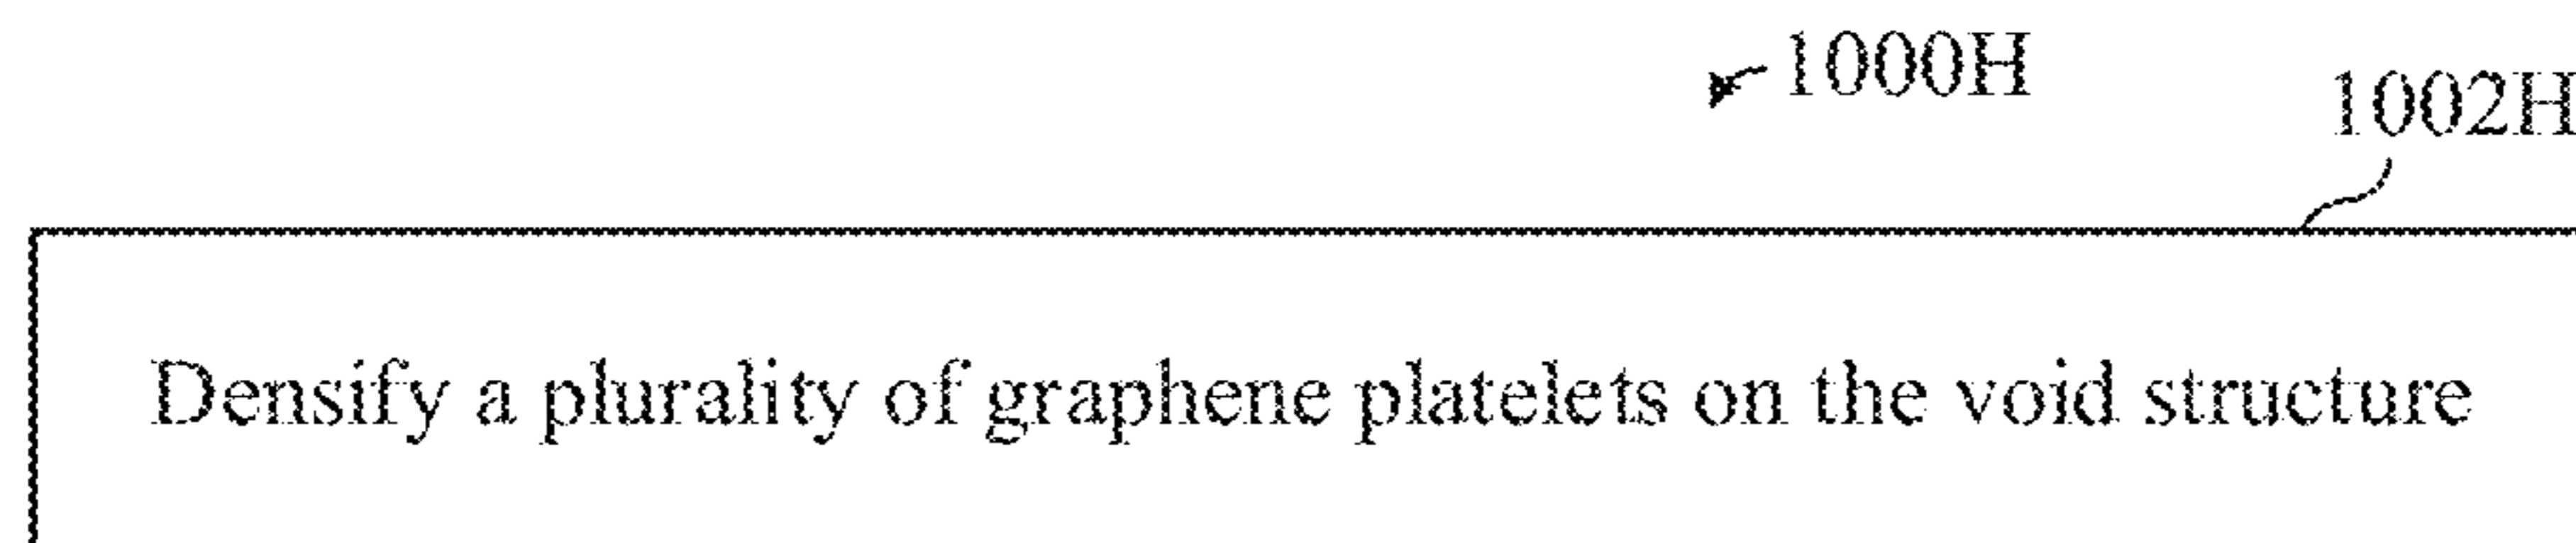 1000H
1002H
Densify a plurality of graphene platelets on the void structure